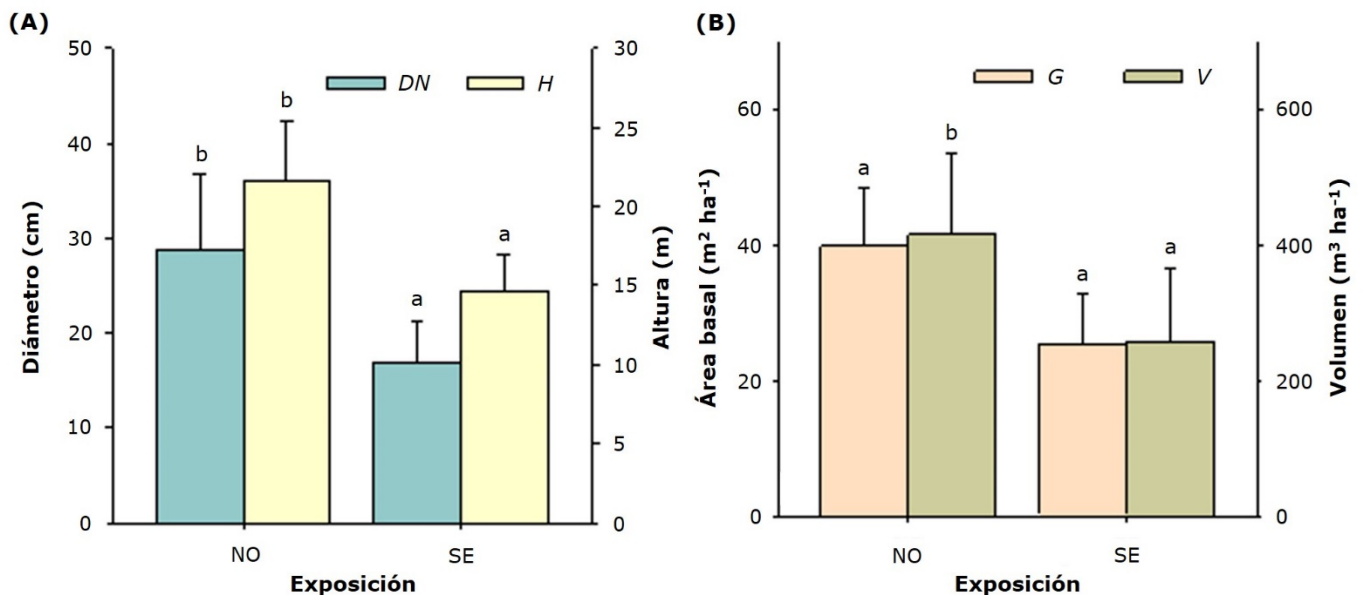 (A)
DN H
Diámetro (cm)
50
40
30
20
10
0
b
b
a
a
Altura (m)
30
25
20
15
10
5
0
NO SE
Exposición
(B)
G V
Área basal (m² ha⁻¹)
60
40
20
0
a
b
a
a
Volumen (m³ ha⁻¹)
600
400
200
0
NO SE
Exposición